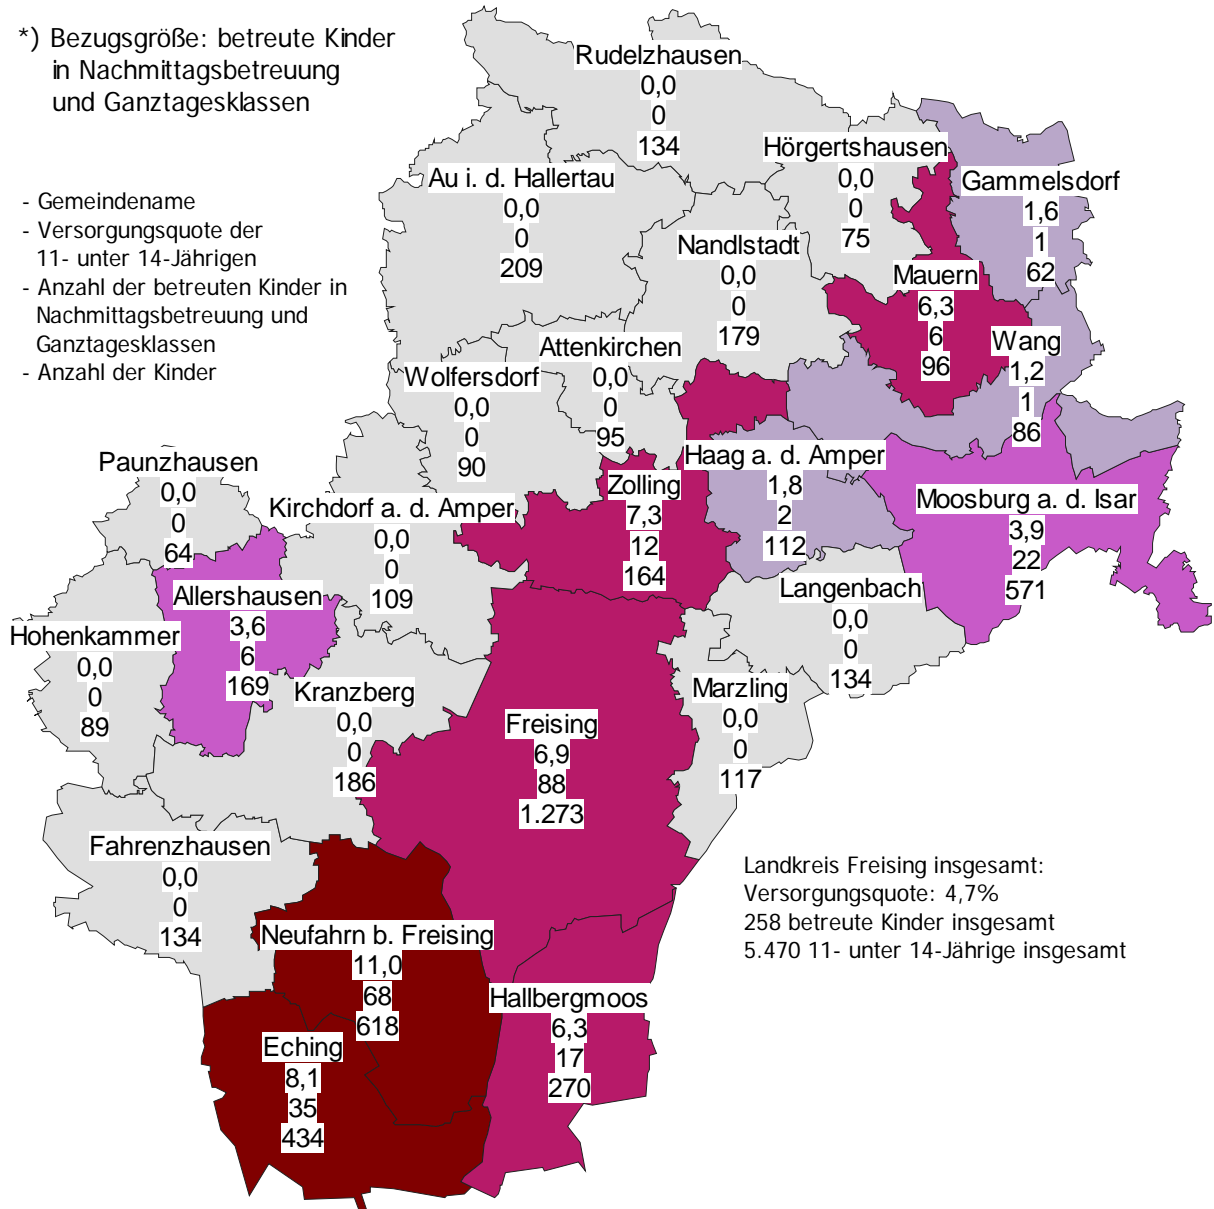 *) Bezugsgröße: betreute Kinder
in Nachmittagsbetreuung
und Ganztagesklassen
- Gemeindename
- Versorgungsquote der
11- unter 14-Jährigen
- Anzahl der betreuten Kinder in
Nachmittagsbetreuung und
Ganztagesklassen
- Anzahl der Kinder
Rudelzhausen
0,0
0
134
Hörgertshausen
0,0
0
75
Au i. d. Hallertau
0,0
0
209
Gammelsdorf
1,6
1
62
Nandlstadt
0,0
0
179
Mauern
6,3
6
96
Wang
1,2
1
86
Attenkirchen
0,0
0
95
Wolfersdorf
0,0
0
90
Haag a. d. Amper
1,8
2
112
Paunzhausen
0,0
0
64
Zolling
7,3
12
164
Moosburg a. d. Isar
3,9
22
571
Kirchdorf a. d. Amper
0,0
0
109
Langenbach
0,0
0
134
Allershausen
3,6
6
169
Hohenkammer
0,0
0
89
Kranzberg
0,0
0
186
Marzling
0,0
0
117
Freising
6,9
88
1.273
Fahrenzhausen
0,0
0
134
Landkreis Freising insgesamt:
Versorgungsquote: 4,7%
258 betreute Kinder insgesamt
5.470 11- unter 14-Jährige insgesamt
Neufahrn b. Freising
11,0
68
618
Hallbergmoos
6,3
17
270
Eching
8,1
35
434